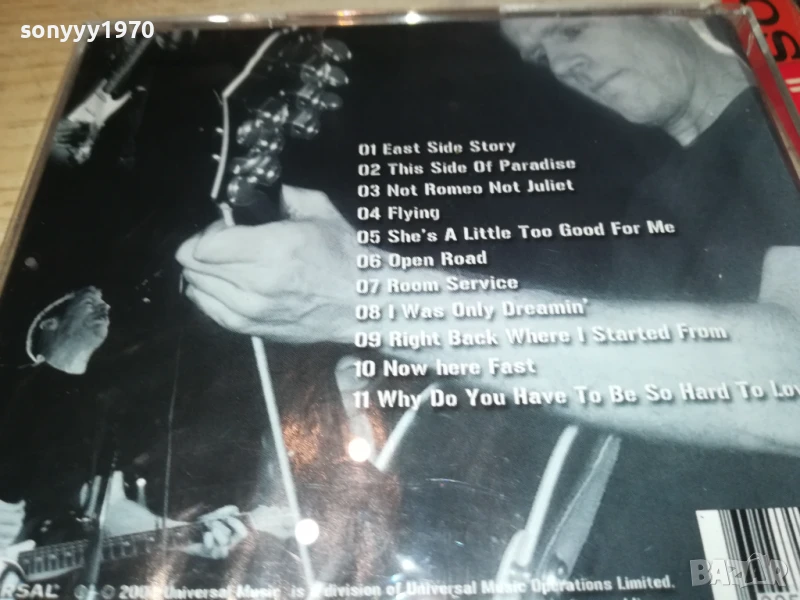 sonyyy1970
01 East Side Story
02 This Side Of Paradise
03 Not Romeo Not Juliet
04 Flying
05 She's A Little Too Good For Me
06 Open Road
07 Room Service
08 I Was Only Dreamin'
09 Right Back Where I Started From
10 Now here Fast
11 Why Do You Have To Be So Hard To Lov
RSAL
Universal Music is a division of Universal Music Operations Limited.
BAZAR